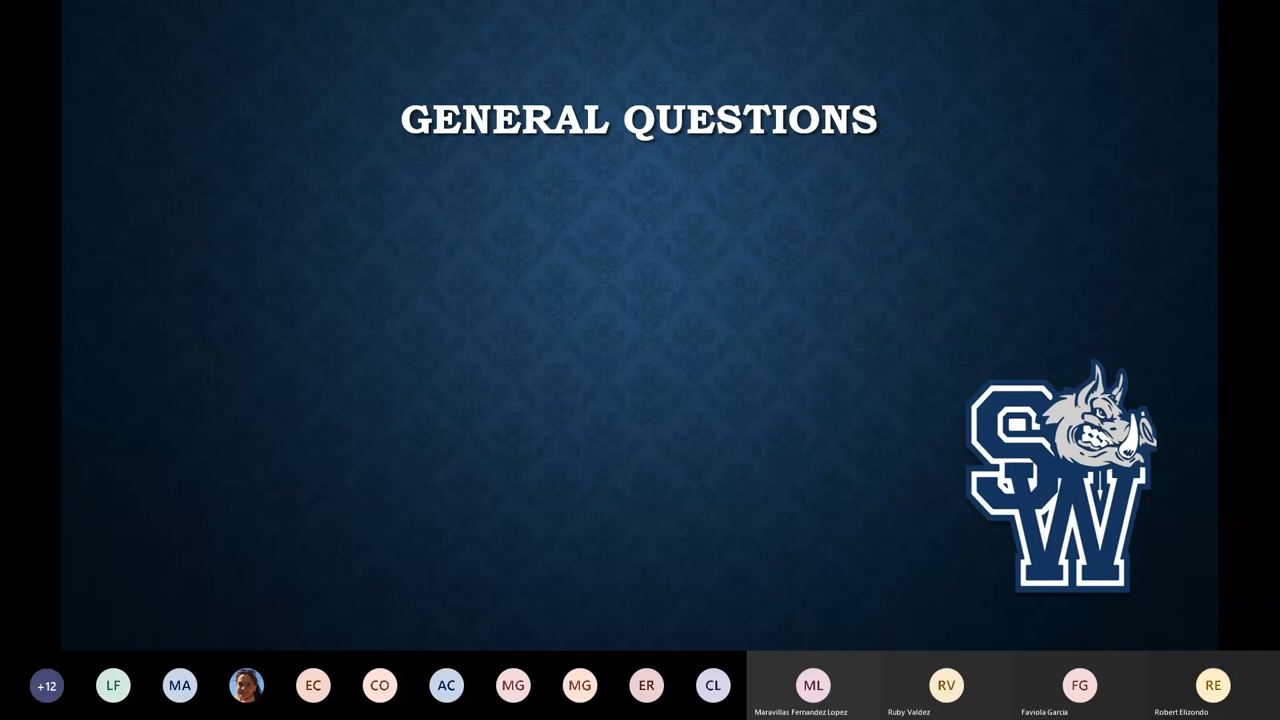 GENERAL QUESTIONS
SW
+12
LF
MA
EC
CO
AC
MG
MG
ER
CL
ML
RV
FG
RE
Maravillas Fernandez Lopez
Ruby Valdez
Faviola Garcia
Robert Elizondo